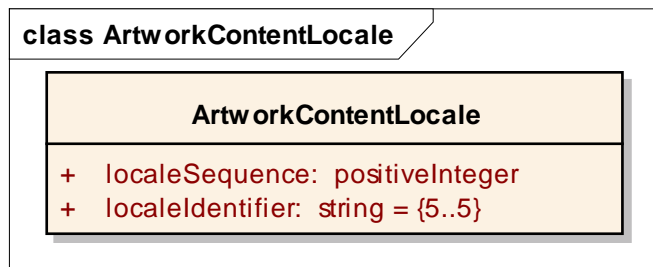 class ArtworkContentLocale
ArtworkContentLocale
+ localeSequence: positiveInteger
+ localeIdentifier: string = {5..5}